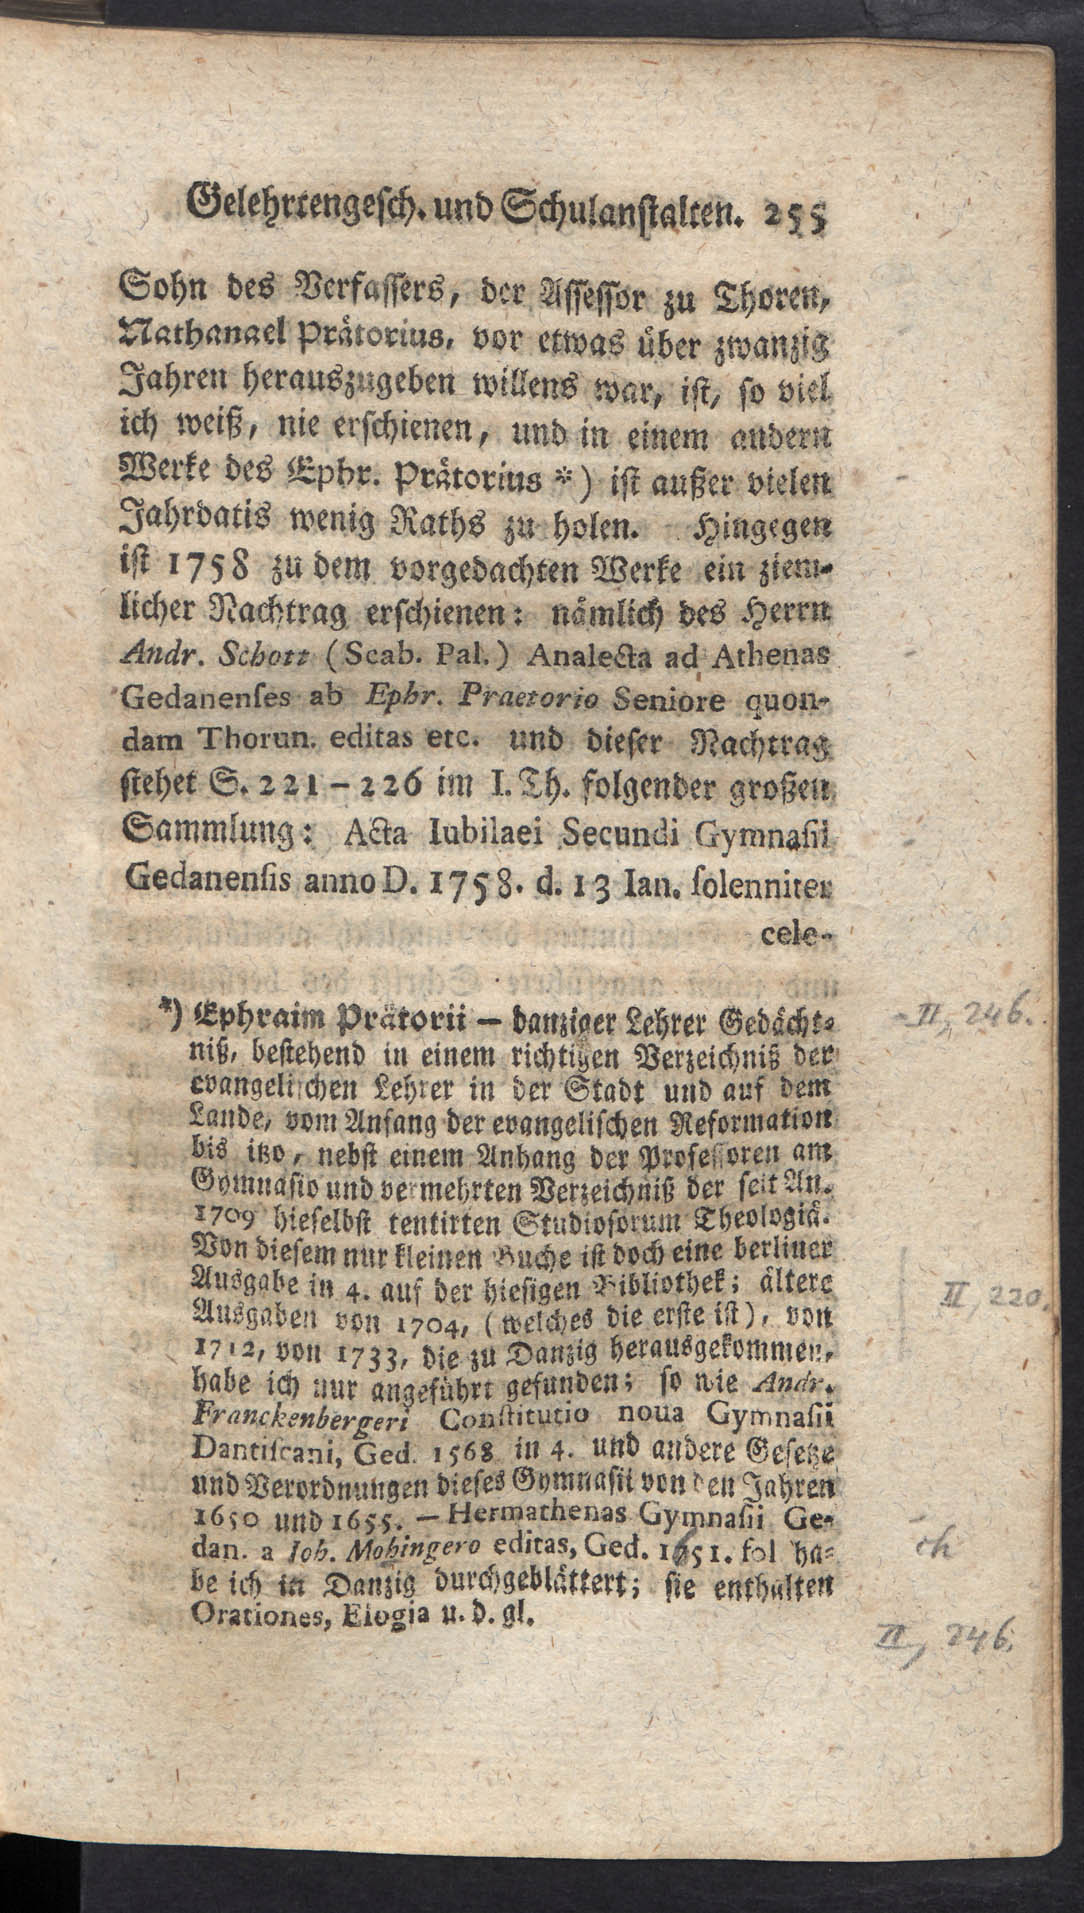 Gelehrtengesch. und Schulanstalten. 255
Sohn des Verfassers, der Assessor zu Thoren,
Nathanael Prätorius, vor etwas über zwanzig
Jahren herauszugeben willens war, ist, so viel
ich weiß, nie erschienen, und in einem andern
Werke des Ephr. Prätorius *) ist außer vielen
Jahrdatis wenig Raths zu holen. Hingegen
ist 1758 zu dem vorgedachten Werke ein ziem-
licher Nachtrag erschienen: nämlich des Herrn
Andr. Schott (Scab. Pal.) Analecta ad Athenas
Gedanenses ab Ephr. Praetorio Seniore quon-
dam Thorun. editas etc. und dieser Nachtrag
stehet S. 221 - 226 im I. Th. folgender großen
Sammlung: Acta Iubilaei Secundi Gymnasii
Gedanensis anno D. 1758. d. 13 Ian. solenniter
cele-
*) Ephraim Prätorii — danziger Lehrer Gedächt-
niß, bestehend in einem richtigen Verzeichniß der
evangelischen Lehrer in der Stadt und auf dem
Lande, vom Anfang der evangelischen Reformation
bis itzo, nebst einem Anhang der Professoren am
Gymnasio und vermehrten Verzeichniß der seit An.
1709 hieselbst tentirten Studiosorum Theologiä.
Von diesem nur kleinen Buche ist doch eine berliner
Ausgabe in 4. auf der hiesigen Bibliothek; ältere
Ausgaben von 1704, (welches die erste ist), von
1712, von 1733, die zu Danzig herausgekommen,
habe ich nur angeführt gefunden; so wie Andr.
Franckenbergeri Constitutio noua Gymnasii
Dantiscani, Ged. 1568 in 4. und andere Gesetze
und Verordnungen dieses Gymnasii von den Jahren
1650 und 1655. — Hermathenas Gymnasii Ge-
dan. a Ioh. Mohingero editas, Ged. 1651. fol ha-
be ich in Danzig durchgeblättert; sie enthalten
Orationes, Elogia u. d. gl.
II, 246.
II, 220.
ch
II, 246.